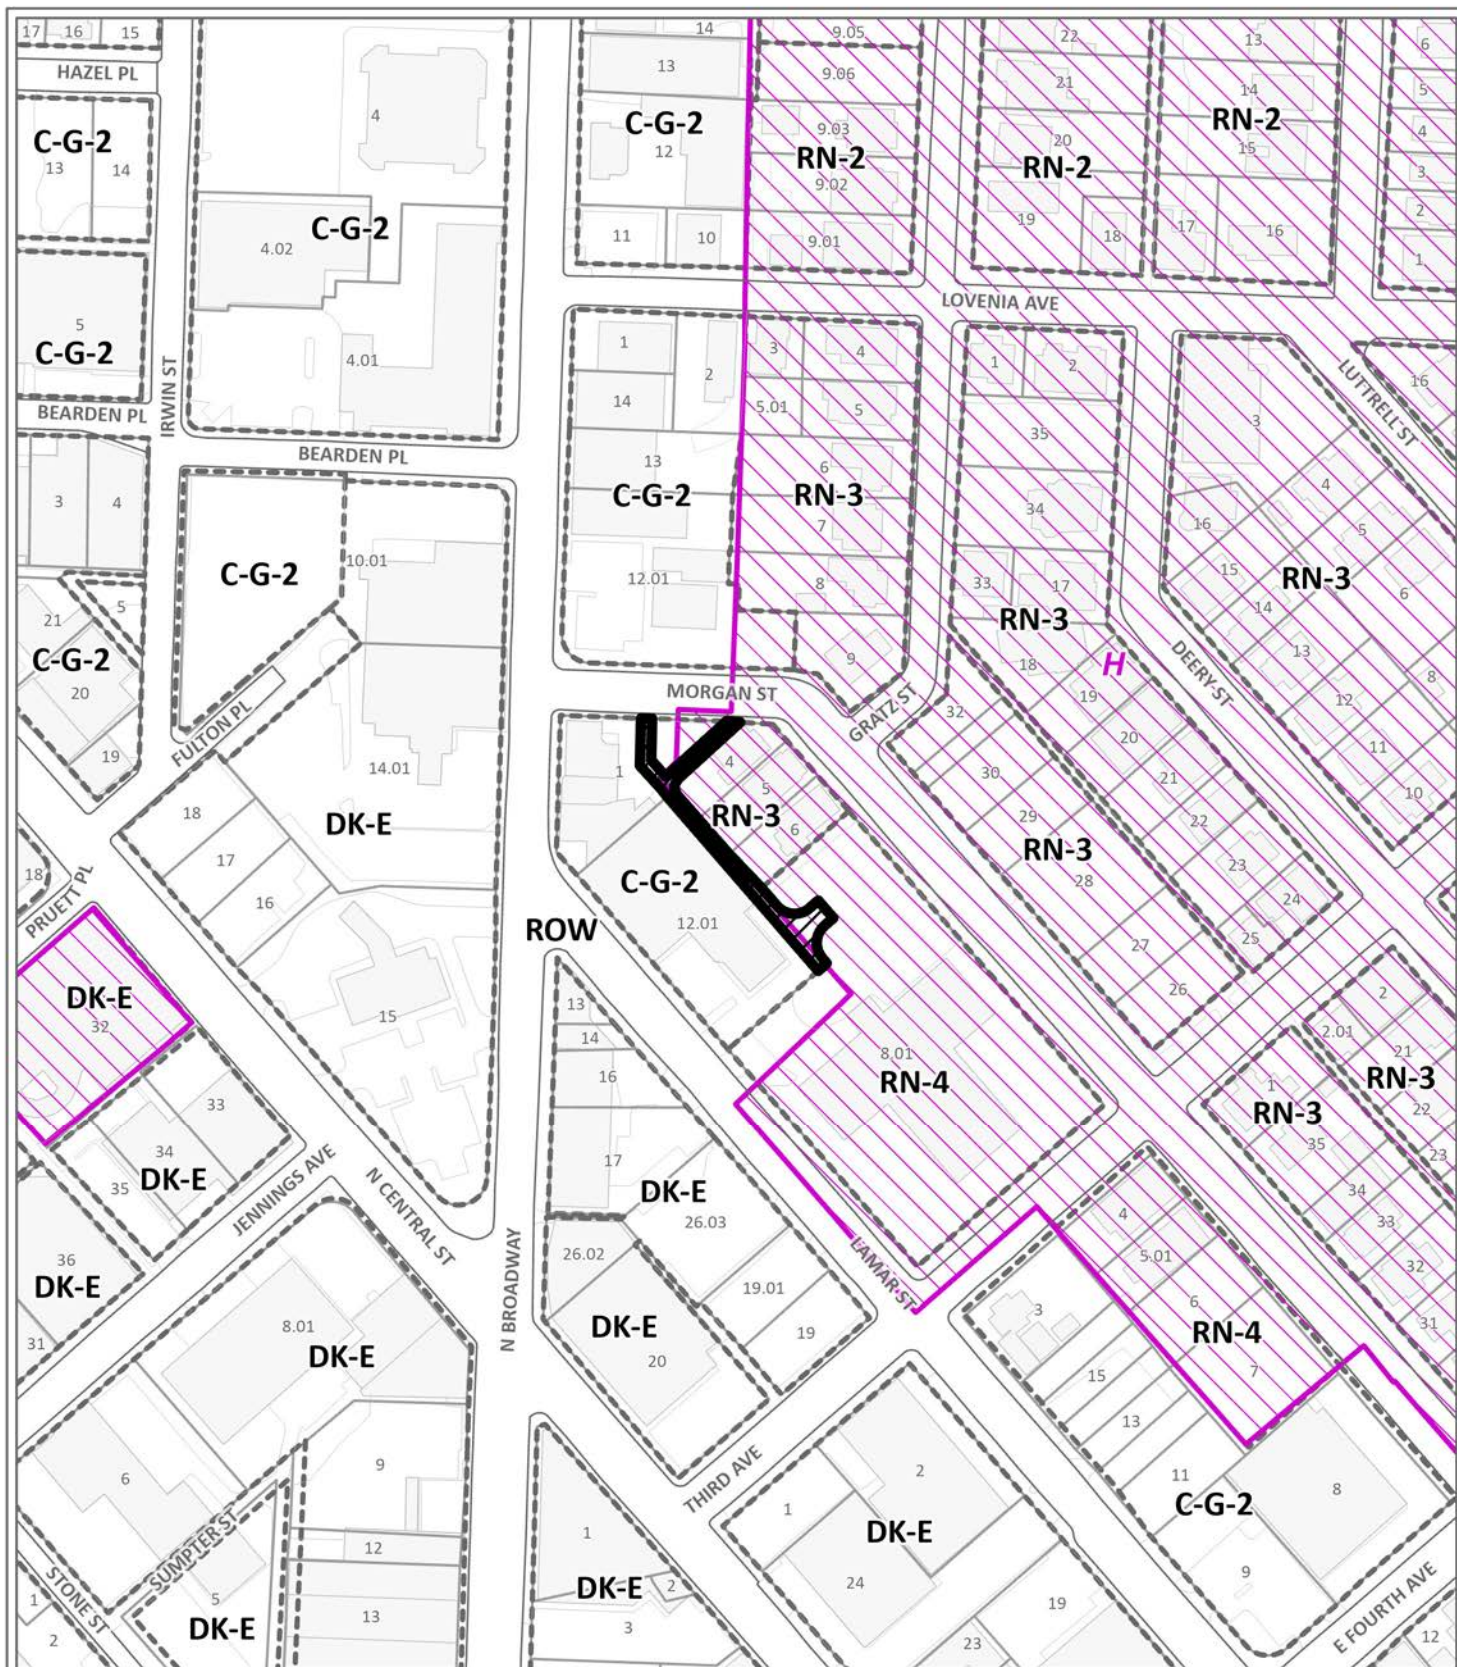 17 16 15
HAZEL PL
C-G-2
13 14
5
C-G-2
BEARDEN PL
IRWIN ST
3 4
21
5
C-G-2
20
19
4
C-G-2
4.02
4.01
BEARDEN PL
C-G-2
10.01
FULTON PL
14.01
DK-E
18
17
16
15
14
13
C-G-2
12
11 10
1
2
14
13
C-G-2
12.01
9.05
9.06
9.03
RN-2
9.02
9.01
22
21
20
RN-2
19
18
13
14
RN-2
15
17
16
6
5
4
3
2
1
LOVENIA AVE
3 4
5.01 5
6
RN-3
7
8
9
1 2
35
34
33 17
RN-3
18
H
19
20
21
22
23
24
25
3
4
5
16
15
RN-3
14
6
13
12
8
11
10
LUTTRELL ST
16
DEERY ST
MORGAN ST
GRATZ ST
32
30
29
RN-3
28
27
26
1
4
5
RN-3
6
C-G-2
12.01
ROW
8.01
RN-4
18
PRUETT PL
DK-E
32
33
34
DK-E
35
JENNINGS AVE
N CENTRAL ST
36
DK-E
31
13
14
16
17
DK-E
26.03
26.02
DK-E
20
19.01
19
LAMAR ST
N BROADWAY
2
2.01
21
RN-3
22
23
1
RN-3
35
34
33
32
31
4
5.01
6
RN-4
7
3
15
13
11
C-G-2
8
9
8.01
DK-E
6
9
SUMPTER ST
12
5
DK-E
13
STONE ST
1
2
1
DK-E
2
3
THIRD AVE
1
2
DK-E
24
19
23
E FOURTH AVE
12